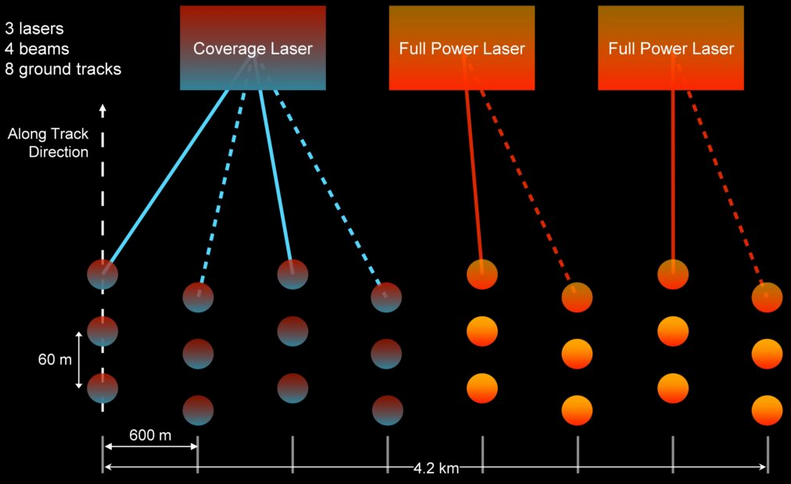 3 lasers
4 beams
8 ground tracks
Coverage Laser
Full Power Laser
Full Power Laser
Along Track
Direction
60 m
600 m
4.2 km